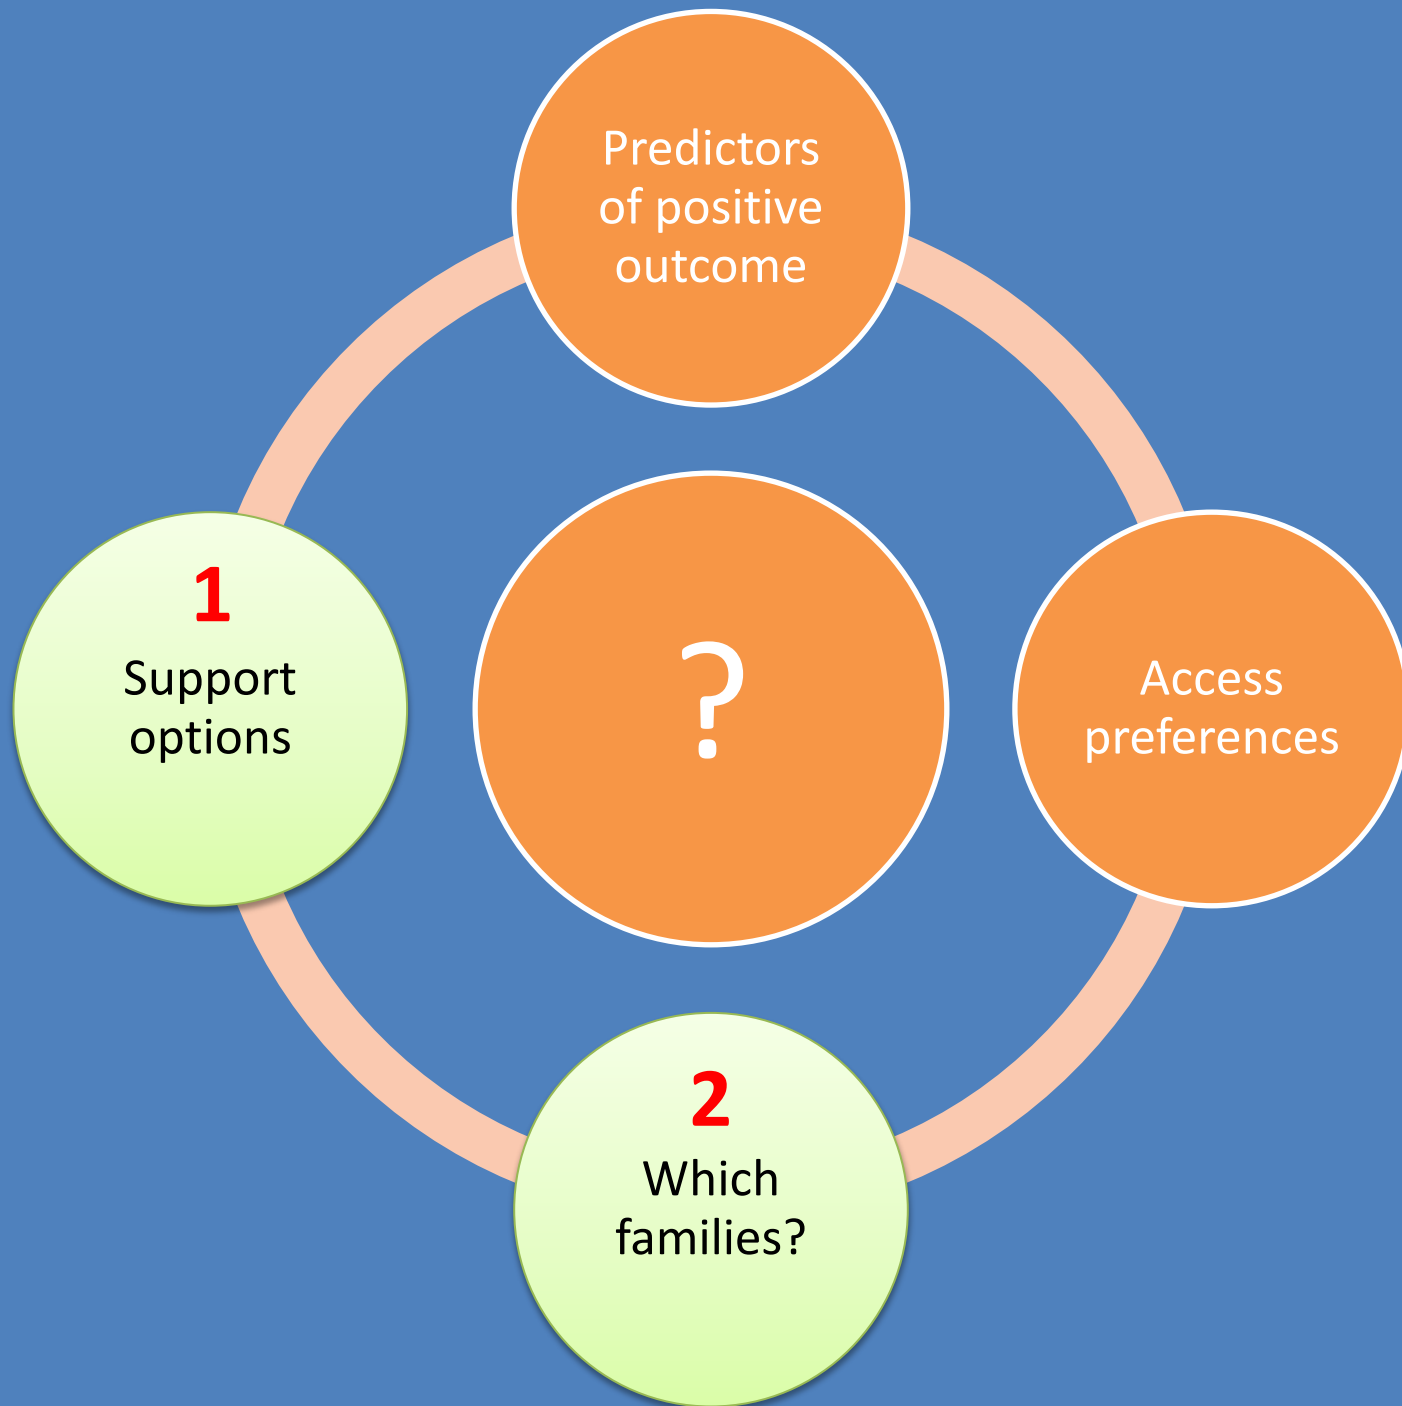 Predictors
of positive
outcome
1
Support
options
?
Access
preferences
2
Which
families?